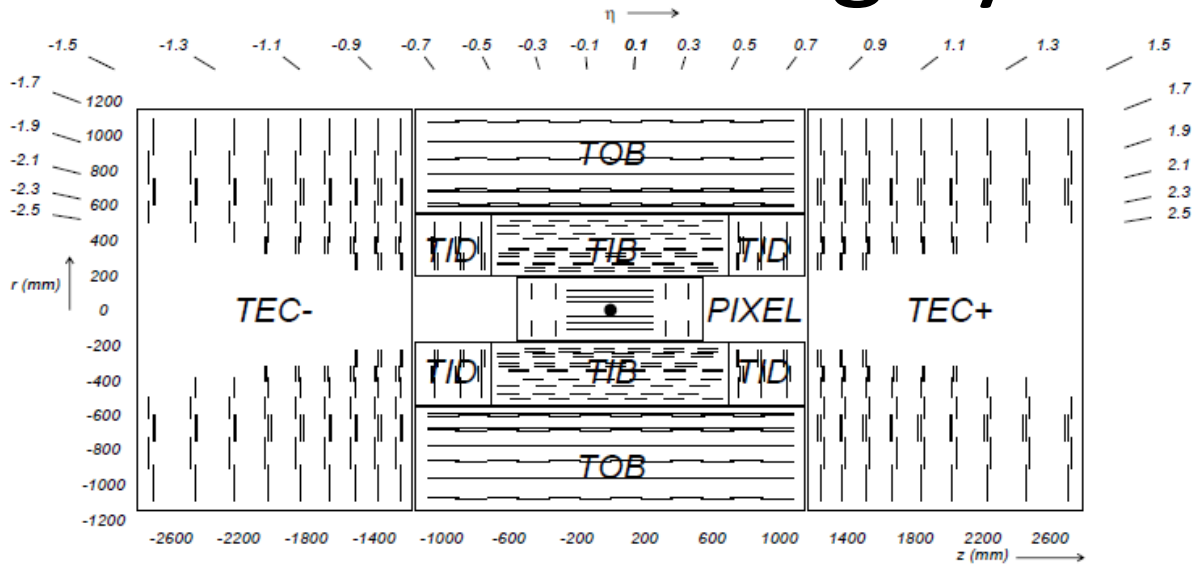 η
-1.5 -1.3 -1.1 -0.9 -0.7 -0.5 -0.3 -0.1 0.1 0.3 0.5 0.7 0.9 1.1 1.3 1.5
-1.7 1.7
1200
-1.9 1000 1.9
TOB
-2.1 800 2.1
-2.3 600 2.3
-2.5 2.5
400
TID TIB TID
200
r (mm)
0
TEC- PIXEL TEC+
-200
-400
TID TIB TID
-600
-800
TOB
-1000
-1200
-2600 -2200 -1800 -1400 -1000 -600 -200 200 600 1000 1400 1800 2200 2600
z (mm)